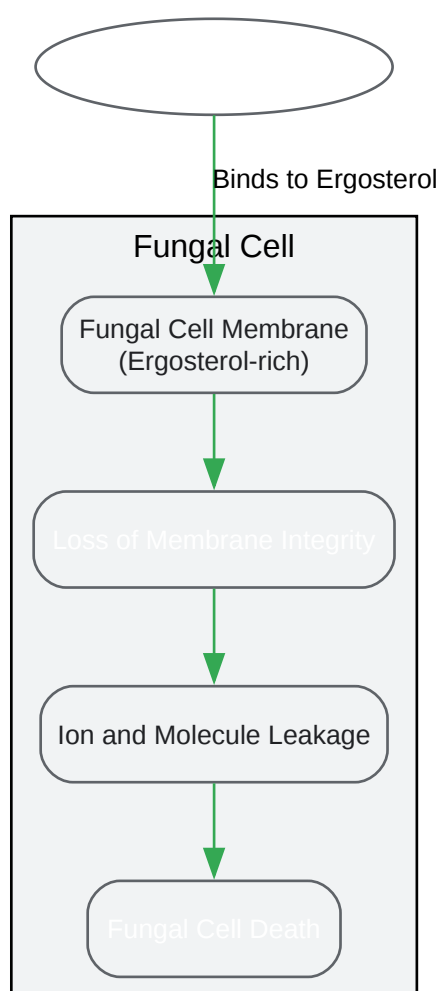 Binds to Ergosterol
Fungal Cell
Fungal Cell Membrane
(Ergosterol-rich)
Loss of Membrane Integrity
Ion and Molecule Leakage
Fungal Cell Death